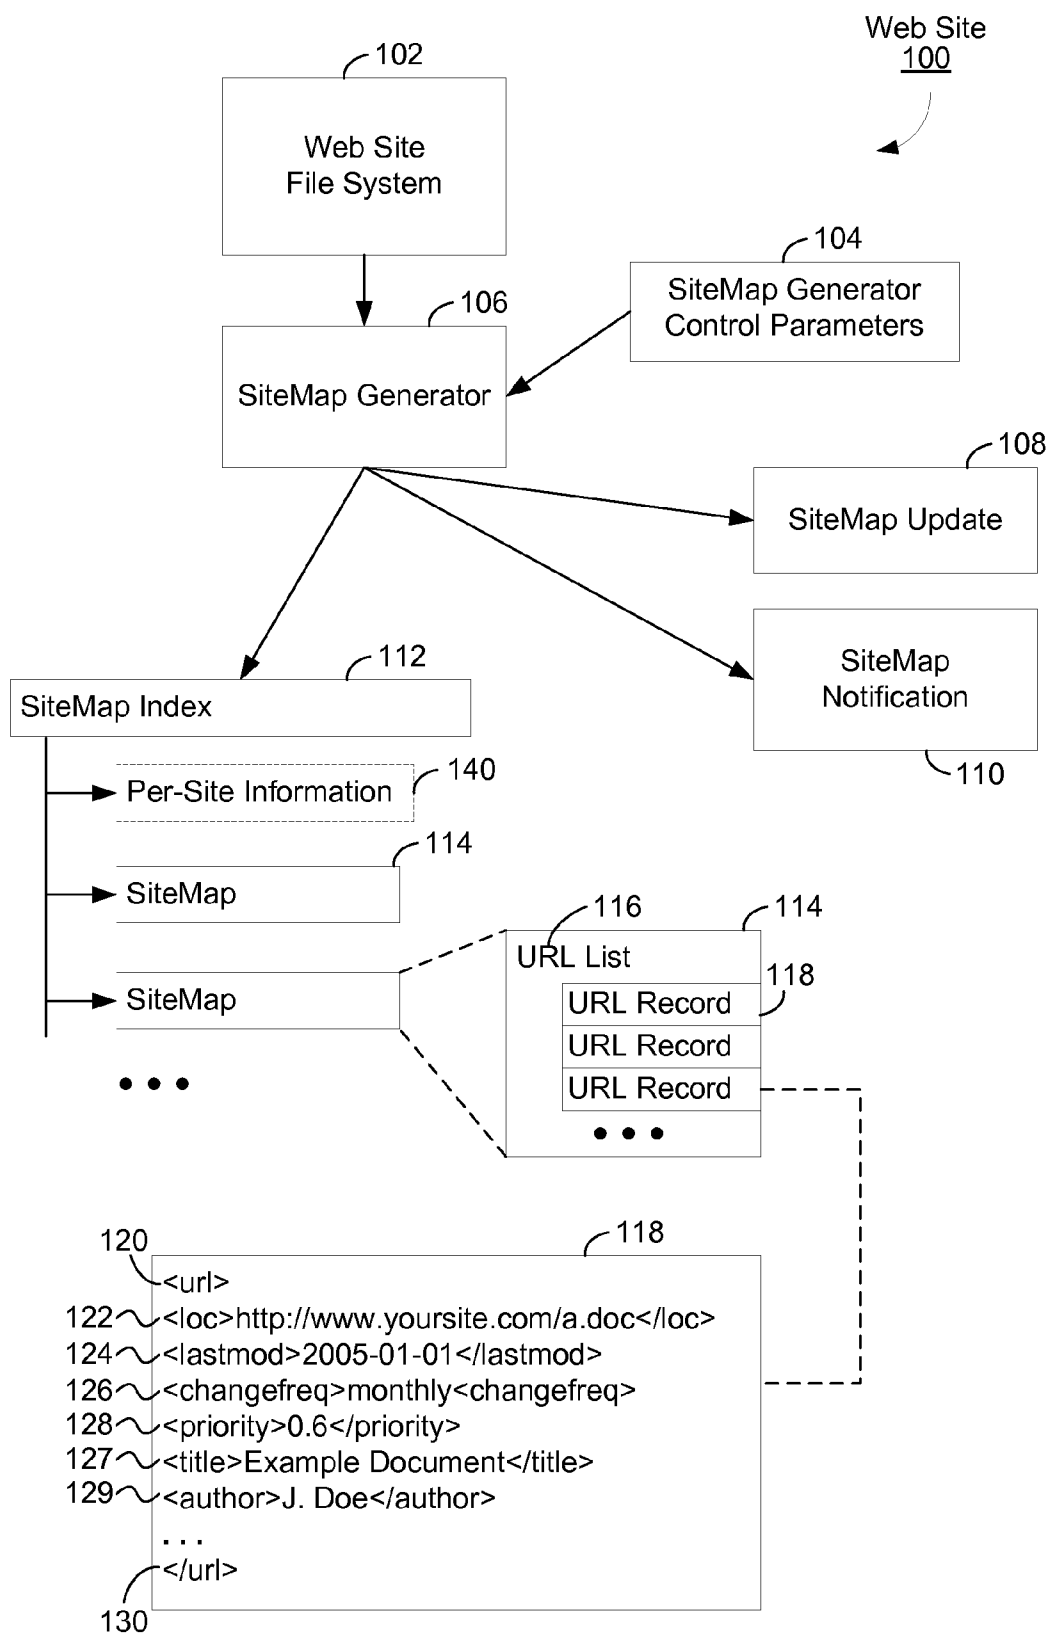 Web Site
100
102
Web Site
File System
104
SiteMap Generator
Control Parameters
106
SiteMap Generator
108
SiteMap Update
SiteMap
Notification
110
112
SiteMap Index
140
Per-Site Information
114
SiteMap
SiteMap
• • •
116
114
URL List
118
URL Record
URL Record
URL Record
• • •
118
120
<url>
122 <loc>http://www.yoursite.com/a.doc</loc>
124 <lastmod>2005-01-01</lastmod>
126 <changefreq>monthly<changefreq>
128 <priority>0.6</priority>
127 <title>Example Document</title>
129 <author>J. Doe</author>
. . .
</url>
130